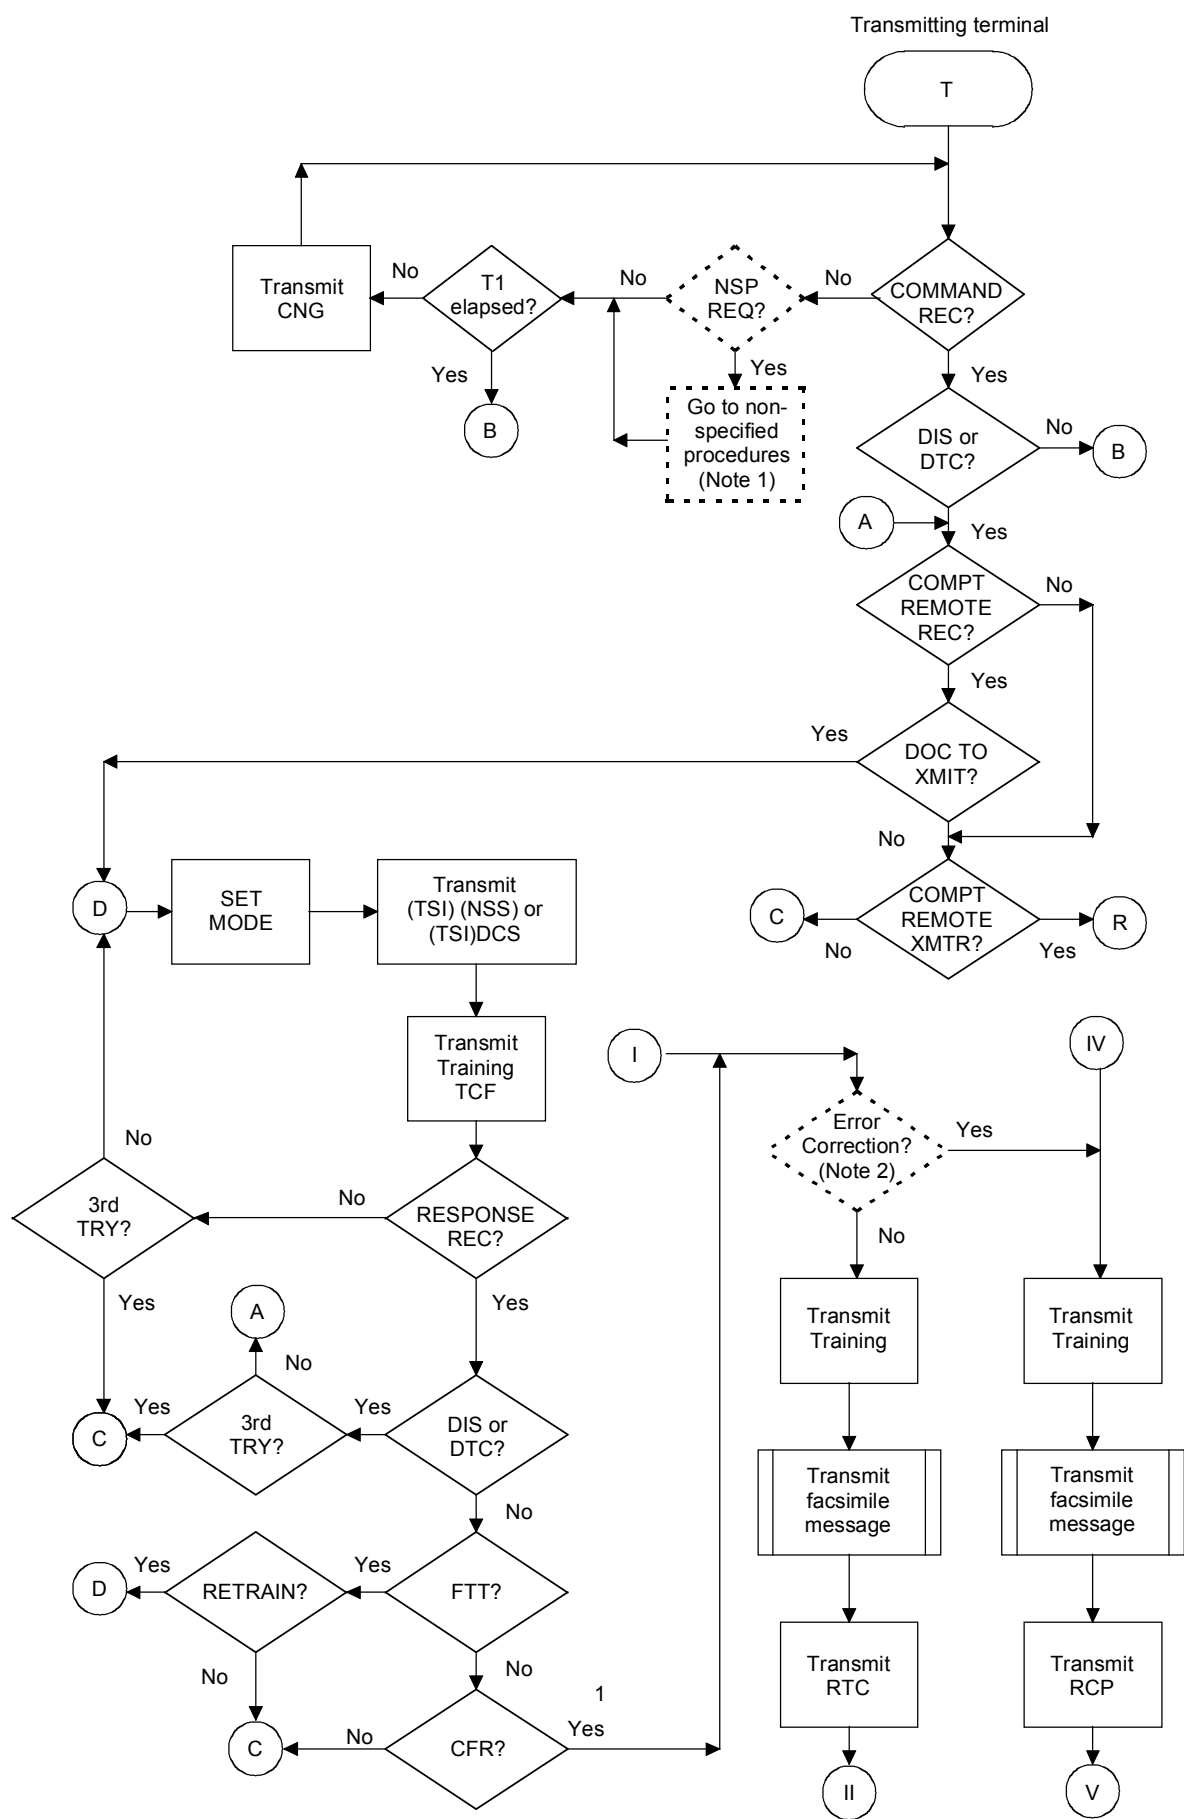 Transmitting terminal
T
No
No
No
Transmit
CNG
T1
elapsed?
NSP
REQ?
COMMAND
REC?
Yes
Yes
Yes
B
Go to non-
specified
procedures
(Note 1)
DIS or
DTC?
No
B
A
Yes
COMPT
REMOTE
REC?
No
Yes
Yes
DOC TO
XMIT?
No
D
SET
MODE
Transmit
(TSI) (NSS) or
(TSI)DCS
C
COMPT
REMOTE
XMTR?
R
No
Yes
Transmit
Training
TCF
I
IV
No
Error
Correction?
(Note 2)
Yes
3rd
TRY?
No
RESPONSE
REC?
No
Yes
A
Yes
Transmit
Training
Transmit
Training
No
Yes
C
3rd
TRY?
Yes
DIS or
DTC?
Transmit
facsimile
message
Transmit
facsimile
message
No
D
Yes
RETRAIN?
Yes
FTT?
No
No
Transmit
RTC
Transmit
RCP
1
C
No
CFR?
Yes
II
V